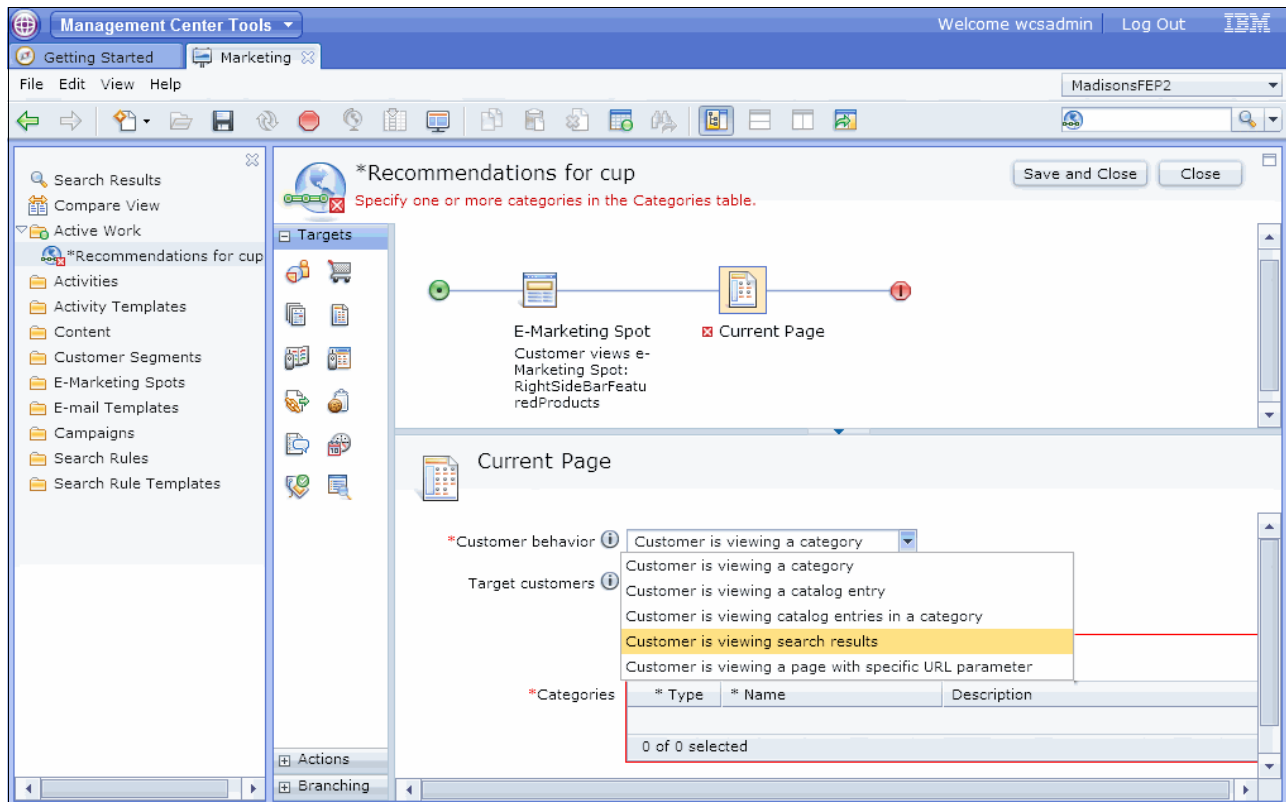 Management Center Tools
Welcome wcsadmin
Log Out
IBM
Getting Started
Marketing
File Edit View Help
MadisonsFEP2
Search Results
Compare View
Active Work
*Recommendations for cup
Activities
Activity Templates
Content
Customer Segments
E-Marketing Spots
E-mail Templates
Campaigns
Search Rules
Search Rule Templates
*Recommendations for cup
Specify one or more categories in the Categories table.
Save and Close
Close
Targets
10
Actions
Branching
E-Marketing Spot
Customer views e-
Marketing Spot:
RightSideBarFeatu
redProducts
Current Page
Current Page
*Customer behavior
Customer is viewing a category
Target customers
Customer is viewing a category
Customer is viewing a catalog entry
Customer is viewing catalog entries in a category
Customer is viewing search results
Customer is viewing a page with specific URL parameter
*Categories
* Type
* Name
Description
0 of 0 selected